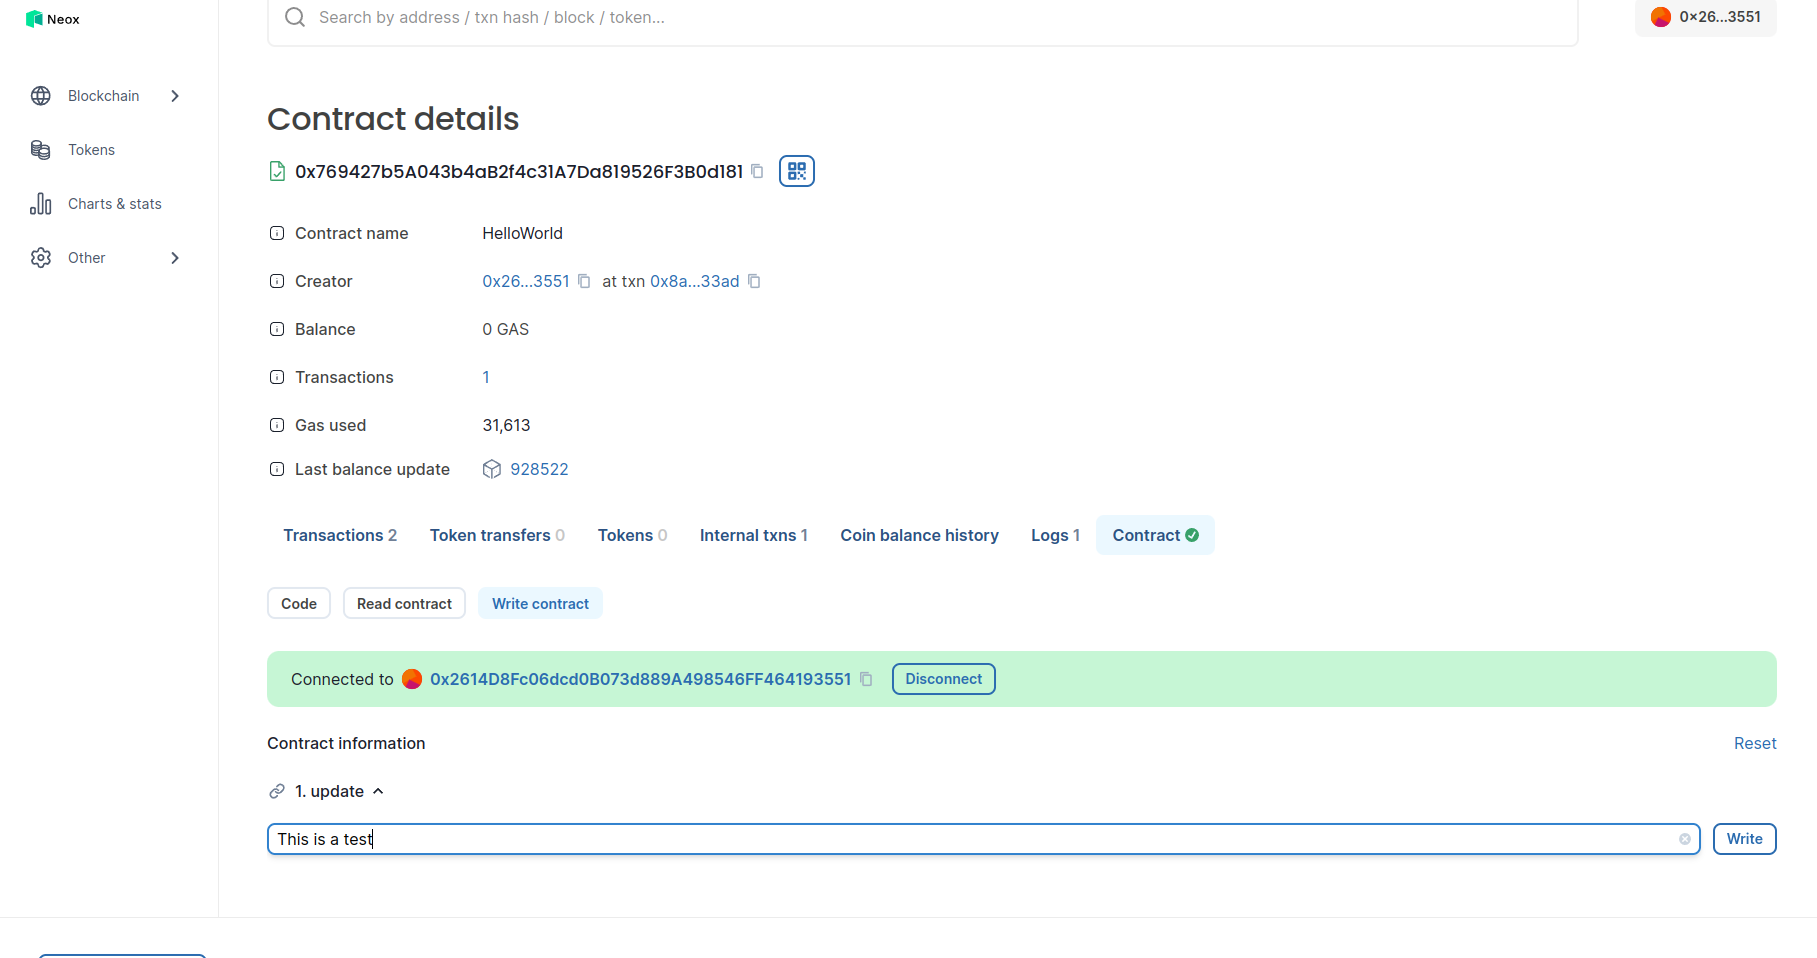 Neox
Search by address / txn hash / block / token...
0x26...3551
Blockchain
Tokens
Charts & stats
Other
Contract details
0x769427b5A043b4aB2f4c31A7Da819526F3B0d181
Contract name HelloWorld
Creator 0x26...3551 at txn 0x8a...33ad
Balance 0 GAS
Transactions 1
Gas used 31,613
Last balance update 928522
Transactions 2 Token transfers 0 Tokens 0 Internal txns 1 Coin balance history Logs 1 Contract
Code Read contract Write contract
Connected to 0x2614D8Fc06dcd0B073d889A498546FF464193551 Disconnect
Contract information Reset
1. update
This is a test Write